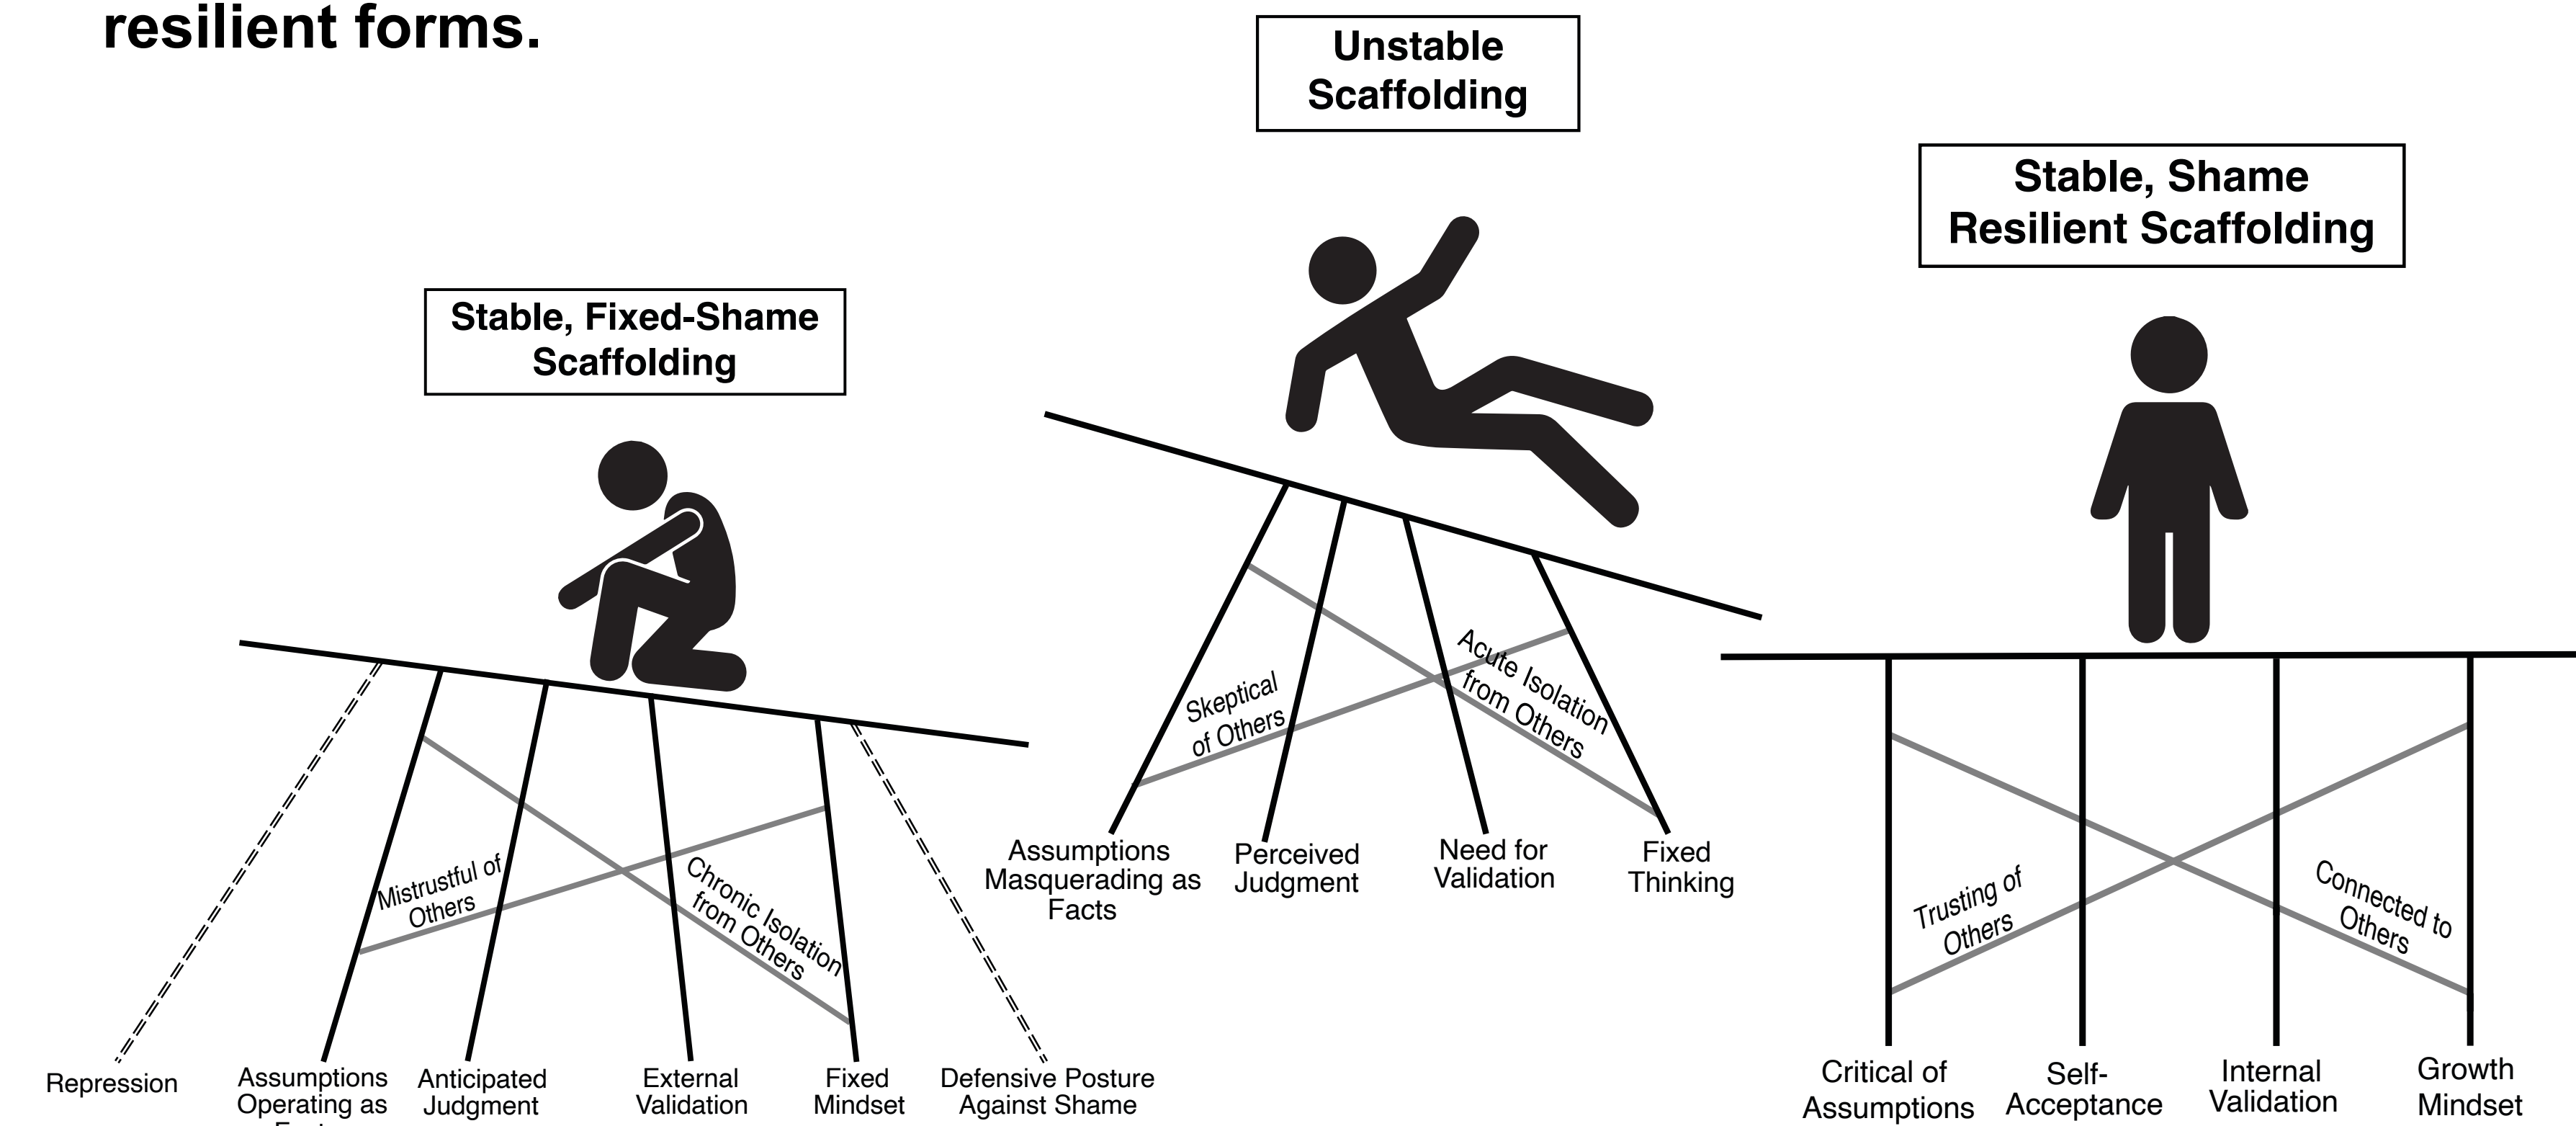 resilient forms.
Unstable
Scaffolding
Stable, Shame
Resilient Scaffolding
Stable, Fixed-Shame
Scaffolding
Mistrustful of
Others
Chronic Isolation
from Others
Repression
Assumptions
Operating as
Anticipated
Judgment
External
Validation
Fixed
Mindset
Defensive Posture
Against Shame
Skeptical
of Others
Acute Isolation
from Others
Assumptions
Masquerading as
Facts
Perceived
Judgment
Need for
Validation
Fixed
Thinking
Trusting of
Others
Connected to
Others
Critical of
Assumptions
Self-
Acceptance
Internal
Validation
Growth
Mindset